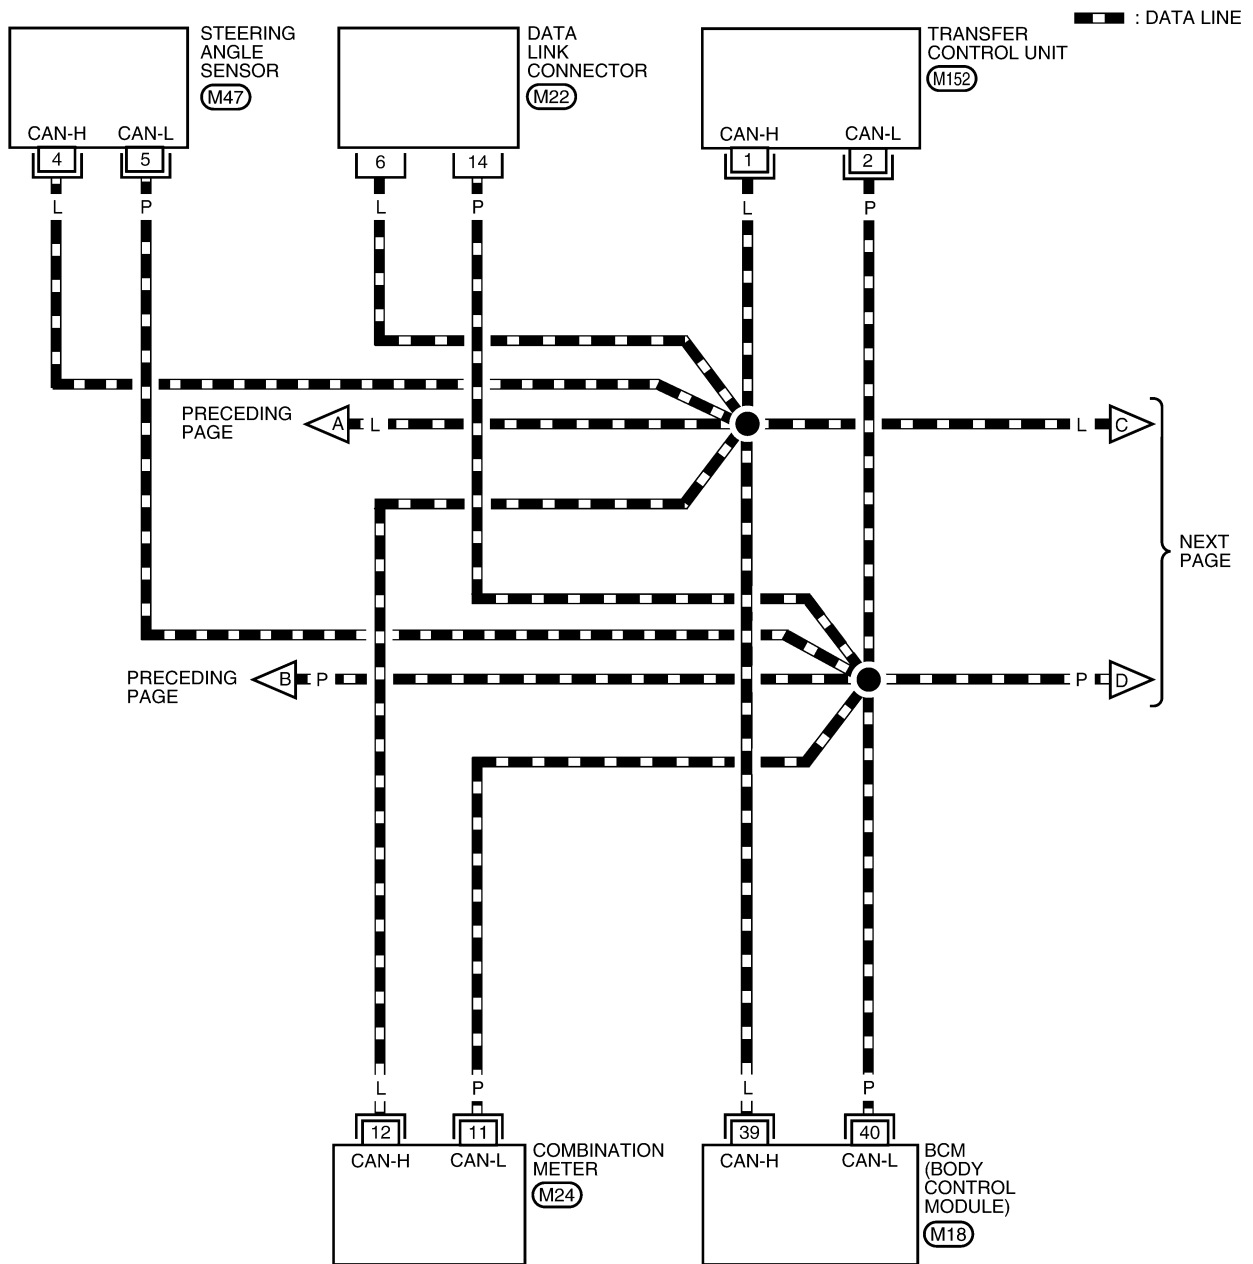 : DATA LINE
STEERING
ANGLE
SENSOR
M47
CAN-H
CAN-L
4
5
L
P
DATA
LINK
CONNECTOR
M22
6
14
L
P
TRANSFER
CONTROL UNIT
M152
CAN-H
CAN-L
1
2
L
P
PRECEDING
PAGE
A
L
L
C
NEXT
PAGE
PRECEDING
PAGE
B
P
P
D
L
P
12
11
CAN-H
CAN-L
COMBINATION
METER
M24
L
P
39
40
CAN-H
CAN-L
BCM
(BODY
CONTROL
MODULE)
M18